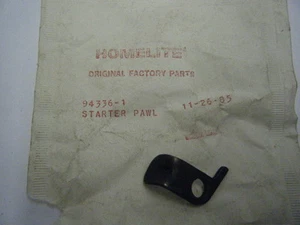 HOMELITE®
ORIGINAL FACTORY PARTS
94336-1 11-26-85
STARTER PAWL